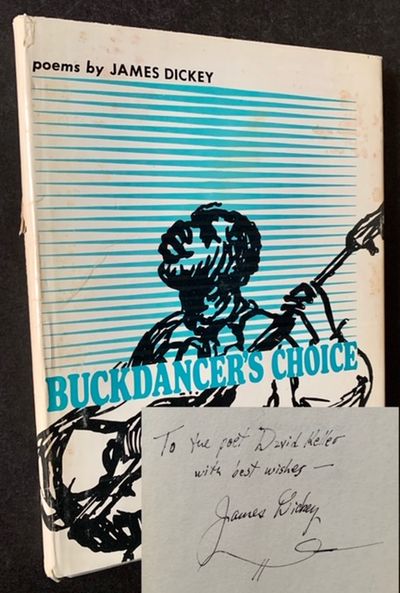 poems by JAMES DICKEY
BUCKDANCER'S CHOICE
To the poet David Keller
with best wishes —
James Dickey